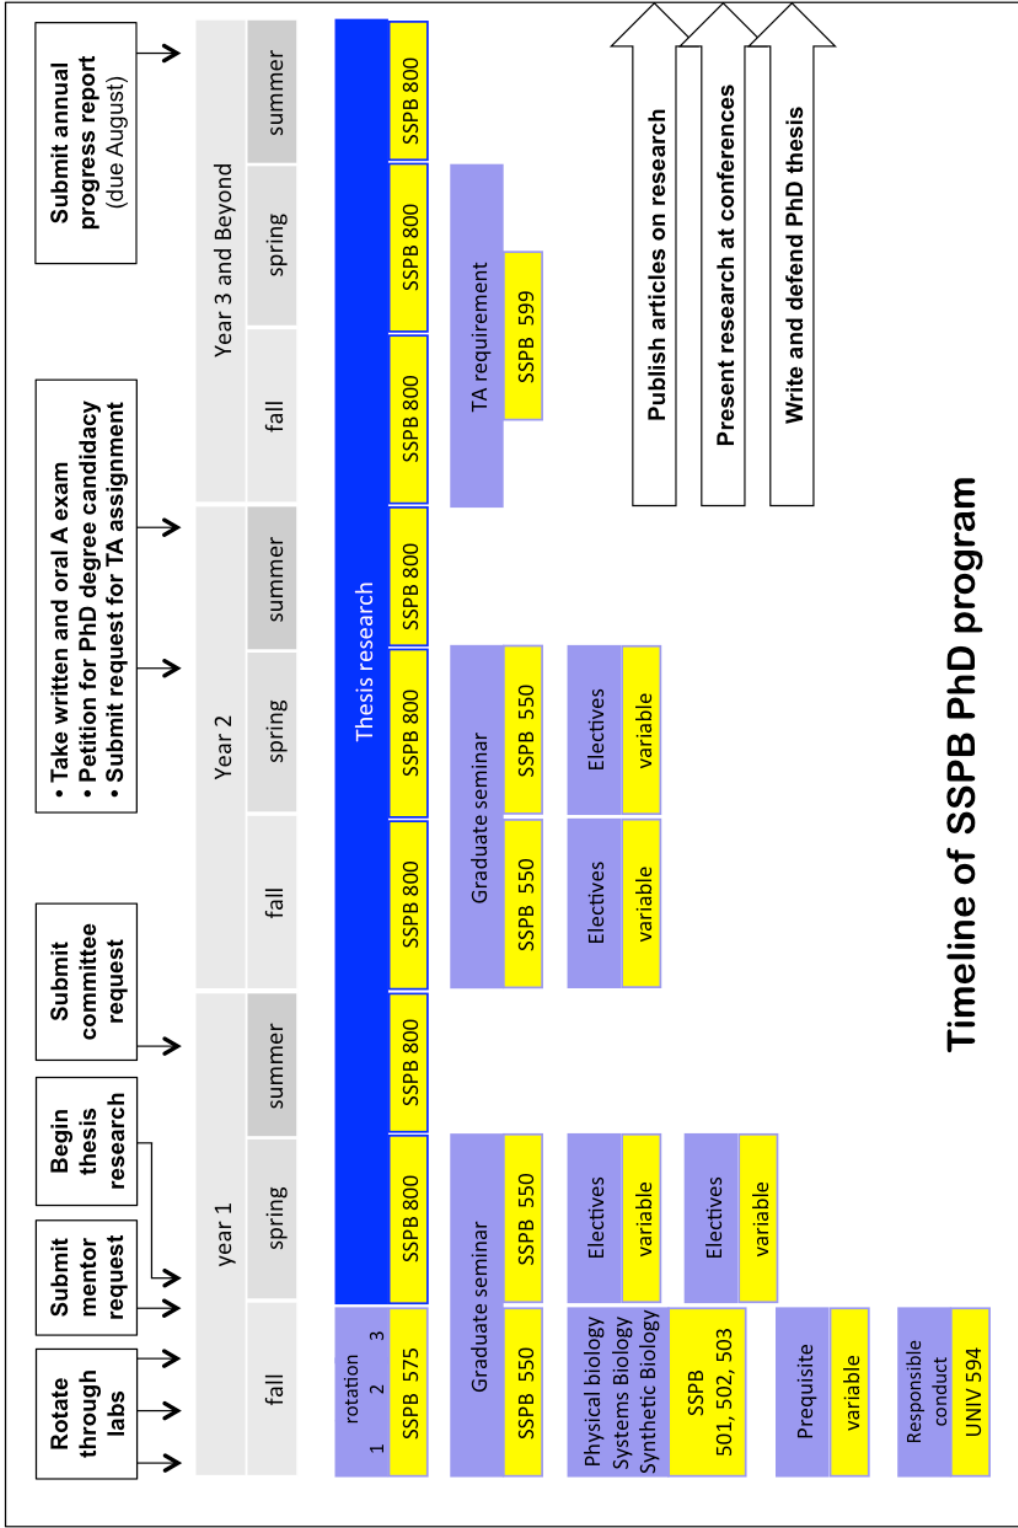 Rotate
through
labs
Submit
mentor
request
Begin
thesis
research
Submit
committee
request
• Take written and oral A exam
• Petition for PhD degree candidacy
• Submit request for TA assignment
Submit annual
progress report
(due August)
year 1
Year 2
Year 3 and Beyond
fall
spring
summer
fall
spring
summer
fall
spring
summer
rotation
1 2 3
Thesis research
SSPB 575
SSPB 800
SSPB 800
SSPB 800
SSPB 800
SSPB 800
SSPB 800
SSPB 800
SSPB 800
Graduate seminar
SSPB 550
SSPB 550
Graduate seminar
SSPB 550
SSPB 550
TA requirement
SSPB 599
Physical biology
Systems Biology
Synthetic Biology
SSPB
501, 502, 503
Electives
variable
Electives
variable
Electives
variable
Electives
variable
Prequisite
variable
Responsible
conduct
UNIV 594
Publish articles on research
Present research at conferences
Write and defend PhD thesis
Timeline of SSPB PhD program